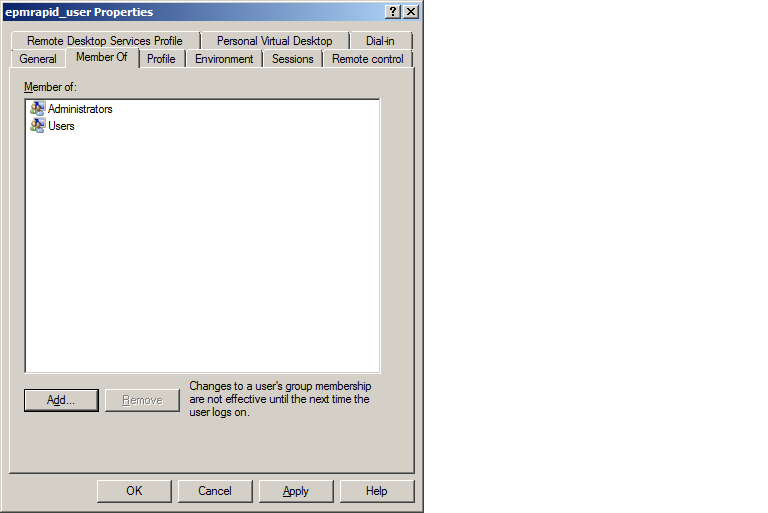 epmrapid_user Properties
Remote Desktop Services Profile
Personal Virtual Desktop
Dial-in
General
Member Of
Profile
Environment
Sessions
Remote control
Member of:
Administrators
Users
Add...
Remove
Changes to a user's group membership
are not effective until the next time the
user logs on.
OK
Cancel
Apply
Help